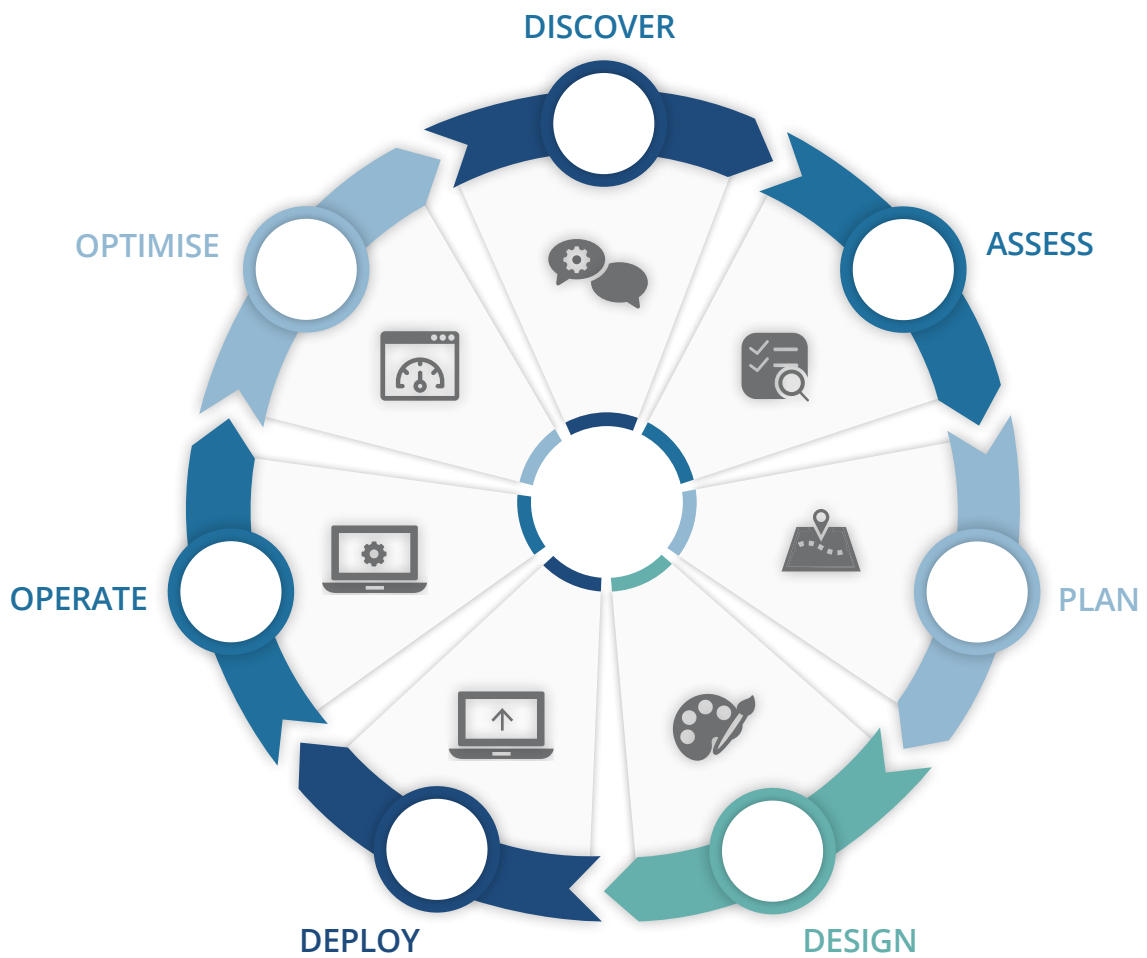 DISCOVER
ASSESS
PLAN
DESIGN
DEPLOY
OPERATE
OPTIMISE